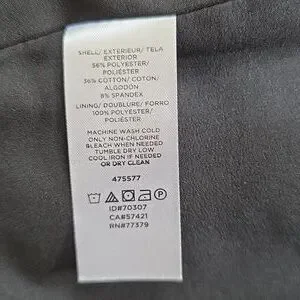 SHELL/ EXTERIEUR/ TELA
EXTERIOR
56% POLYESTER/
POLIÉSTER
36% COTTON/ COTON/
ALGODON
8% SPANDEX
LINING/ DOUBLURE/ FORRO
100% POLYESTER/
POLIÉSTER
MACHINE WASH COLD
ONLY NON-CHLORINE
BLEACH WHEN NEEDED
TUMBLE DRY LOW
COOL IRON IF NEEDED
OR DRY CLEAN
475577
P
ID#70307
CA#57421
RN#77379